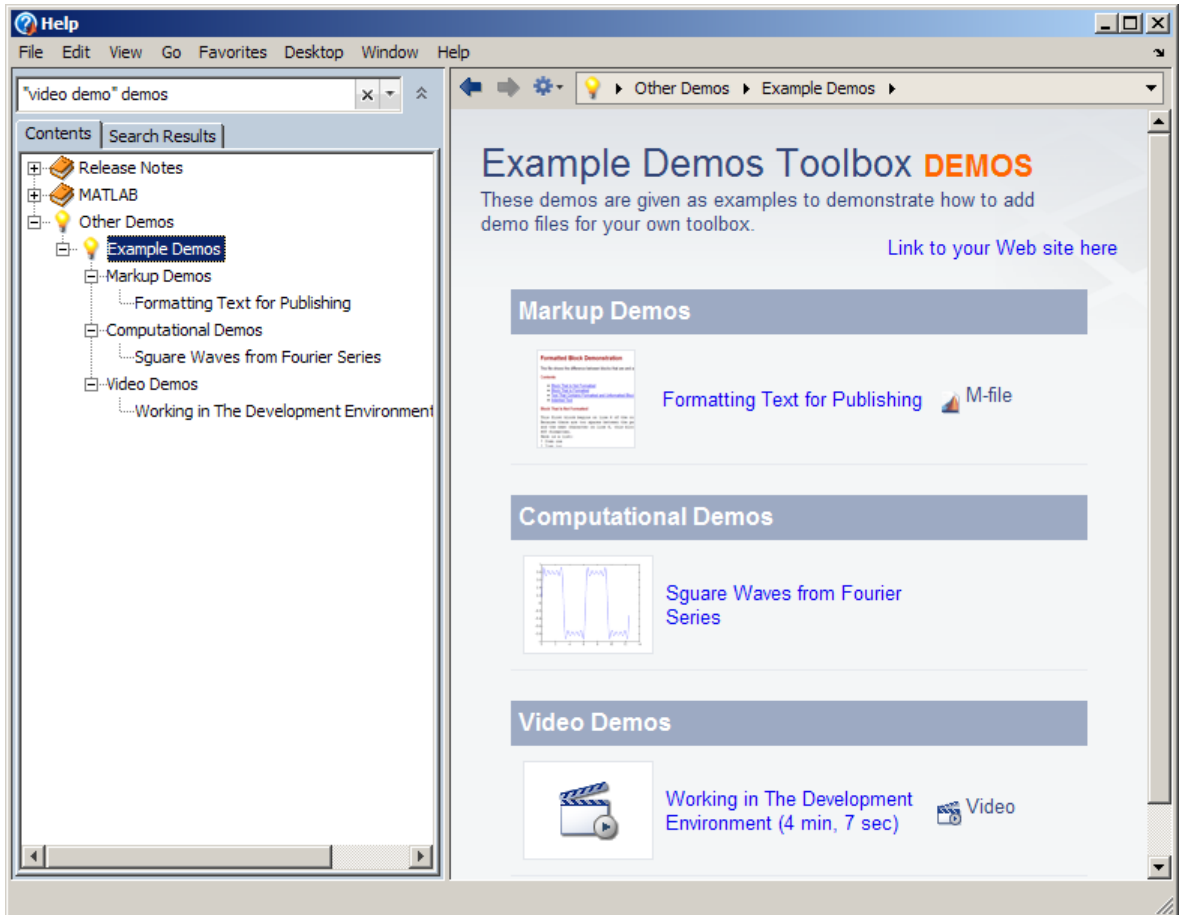 Help
File Edit View Go Favorites Desktop Window Help
"video demo" demos
Other Demos Example Demos
Contents Search Results
Release Notes
MATLAB
Other Demos
Example Demos
Markup Demos
Formatting Text for Publishing
Computational Demos
Sguare Waves from Fourier Series
Video Demos
Working in The Development Environment
Example Demos Toolbox DEMOS
These demos are given as examples to demonstrate how to add
demo files for your own toolbox.
Link to your Web site here
Markup Demos
Formatted Block Demonstration
Contents
Formatting Text for Publishing
M-file
Computational Demos
Sguare Waves from Fourier
Series
Video Demos
Working in The Development
Environment (4 min, 7 sec)
Video